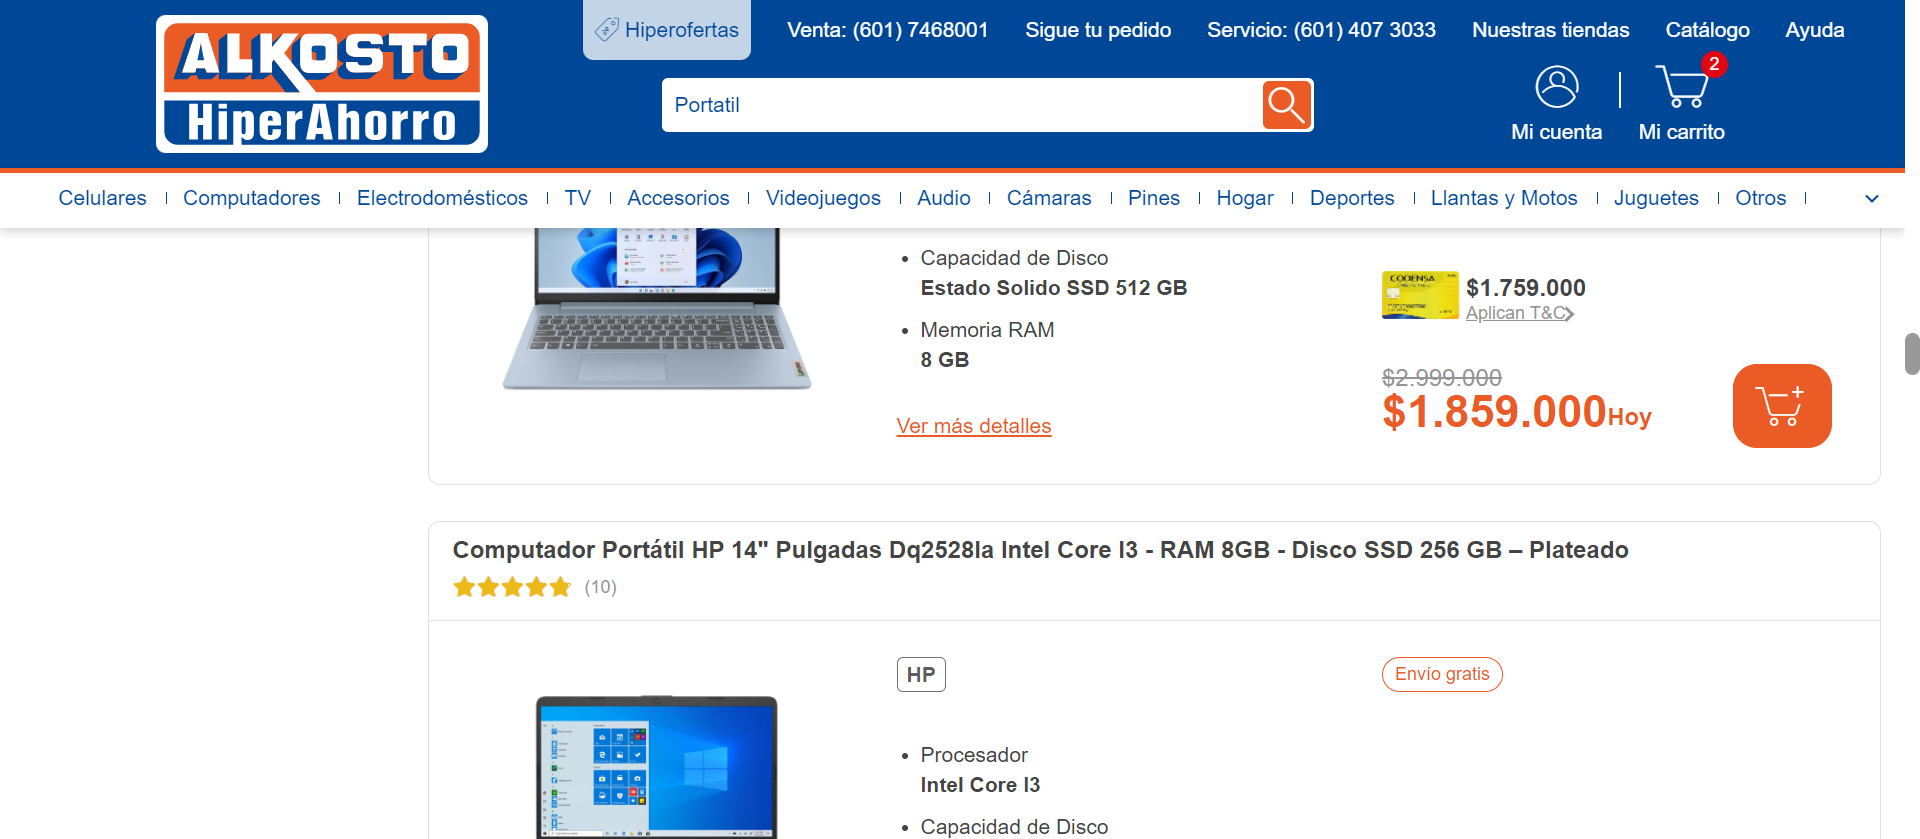 ALKOSTO
HiperAhorro
Hiperofertas
Venta: (601) 7468001
Sigue tu pedido
Servicio: (601) 407 3033
Nuestras tiendas
Catálogo
Ayuda
Portatil
2
Mi cuenta
Mi carrito
Celulares
Computadores
Electrodomésticos
TV
Accesorios
Videojuegos
Audio
Cámaras
Pines
Hogar
Deportes
Llantas y Motos
Juguetes
Otros
Capacidad de Disco
Estado Solido SSD 512 GB
Memoria RAM
8 GB
Ver más detalles
CODENSA
$1.759.000
Aplican T&C
$2.999.000
$1.859.000 Hoy
Computador Portátil HP 14" Pulgadas Dq2528la Intel Core I3 - RAM 8GB - Disco SSD 256 GB – Plateado
(10)
HP
Envío gratis
Procesador
Intel Core I3
Capacidad de Disco